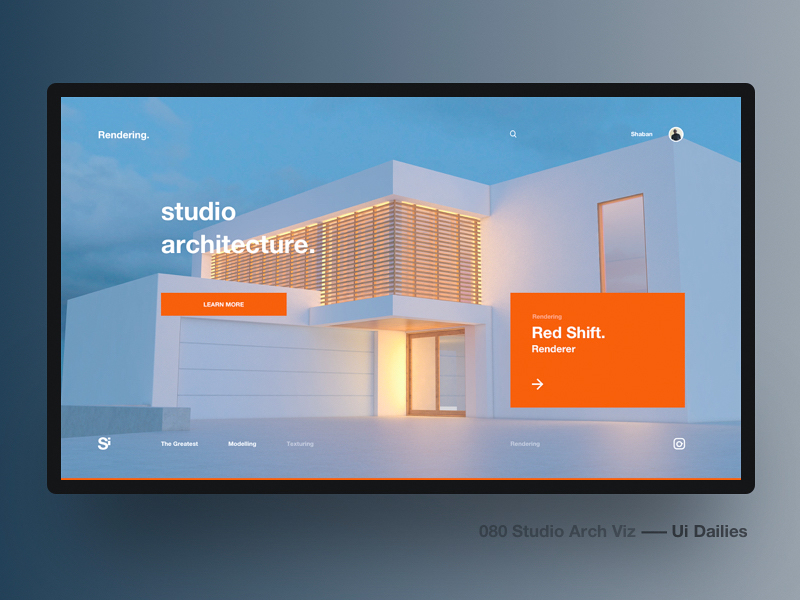 Rendering.
Shaban
studio
architecture.
LEARN MORE
Rendering
Red Shift.
Renderer
Si
The Greatest
Modelling
Texturing
Rendering
080 Studio Arch Viz — Ui Dailies